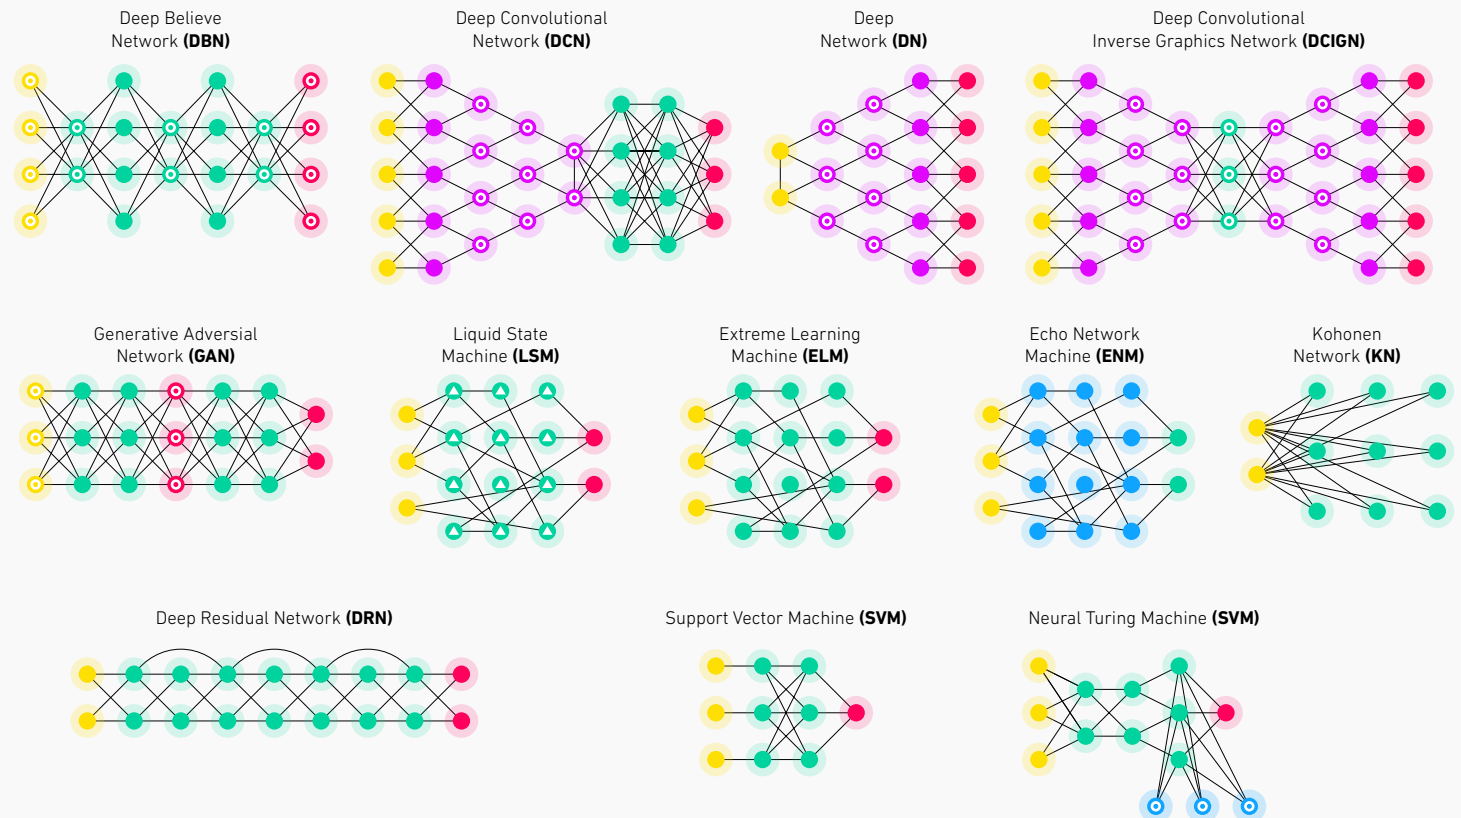 Deep Believe
Network (DBN)
Deep Convolutional
Network (DCN)
Deep
Network (DN)
Deep Convolutional
Inverse Graphics Network (DCIGN)
Generative Adversial
Network (GAN)
Liquid State
Machine (LSM)
Extreme Learning
Machine (ELM)
Echo Network
Machine (ENM)
Kohonen
Network (KN)
Deep Residual Network (DRN)
Support Vector Machine (SVM)
Neural Turing Machine (SVM)